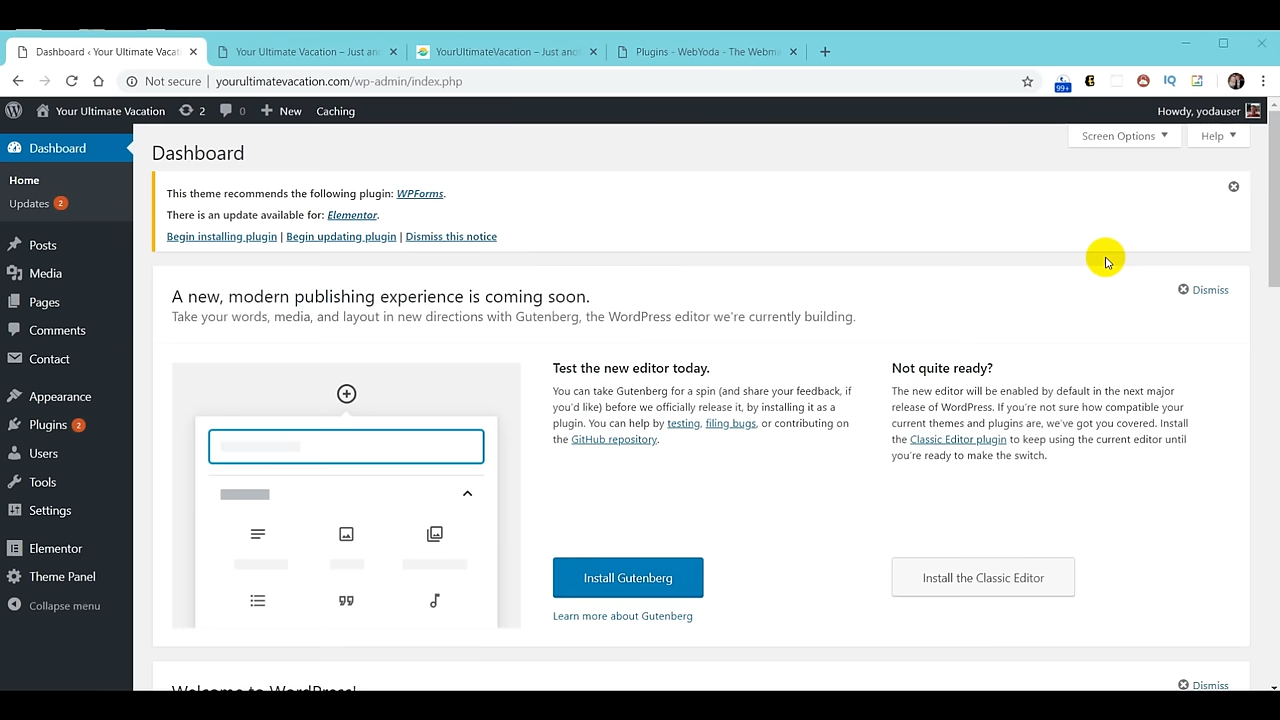 Dashboard ‹ Your Ultimate Vacat
Your Ultimate Vacation – Just an
YourUltimateVacation – Just anot
Plugins - WebYoda - The Webma
Not secure | yourultimatevacation.com/wp-admin/index.php
99+
IQ
Your Ultimate Vacation
2
0
New
Caching
Howdy, yodauser
Dashboard
Home
Updates 2
Posts
Media
Pages
Comments
Contact
Appearance
Plugins 2
Users
Tools
Settings
Elementor
Theme Panel
Collapse menu
Screen Options
Help
Dashboard
This theme recommends the following plugin: WPForms.
There is an update available for: Elementor.
Begin installing plugin | Begin updating plugin | Dismiss this notice
A new, modern publishing experience is coming soon.
Dismiss
Take your words, media, and layout in new directions with Gutenberg, the WordPress editor we're currently building.
Test the new editor today.
You can take Gutenberg for a spin (and share your feedback, if
you'd like) before we officially release it, by installing it as a
plugin. You can help by testing, filing bugs, or contributing on
the GitHub repository.
Install Gutenberg
Learn more about Gutenberg
Not quite ready?
The new editor will be enabled by default in the next major
release of WordPress. If you're not sure how compatible your
current themes and plugins are, we've got you covered. Install
the Classic Editor plugin to keep using the current editor until
you're ready to make the switch.
Install the Classic Editor
Welcome to WordPress!
Dismiss